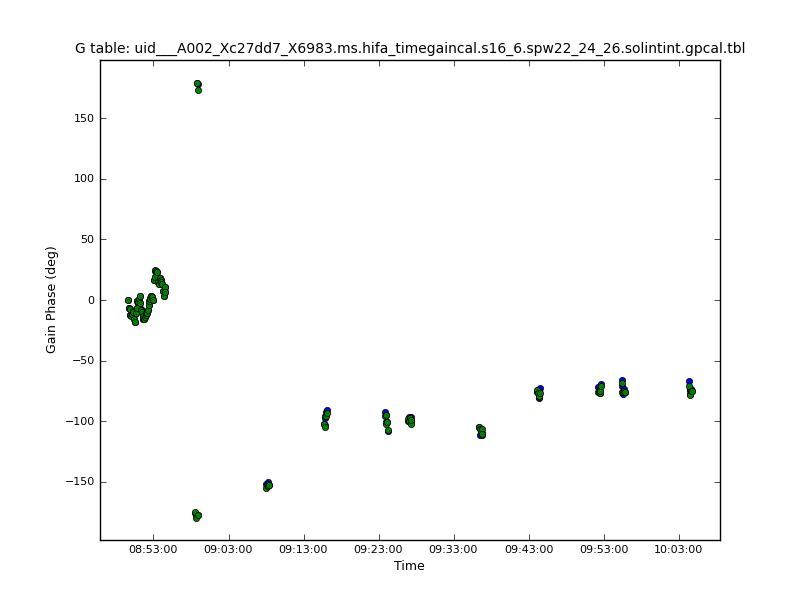 G table: uid___A002_Xc27dd7_X6983.ms.hifa_timegaincal.s16_6.spw22_24_26.solintint.gpcal.tbl
Gain Phase (deg)
150
100
50
0
−50
−100
−150
08:53:00 09:03:00 09:13:00 09:23:00 09:33:00 09:43:00 09:53:00 10:03:00
Time